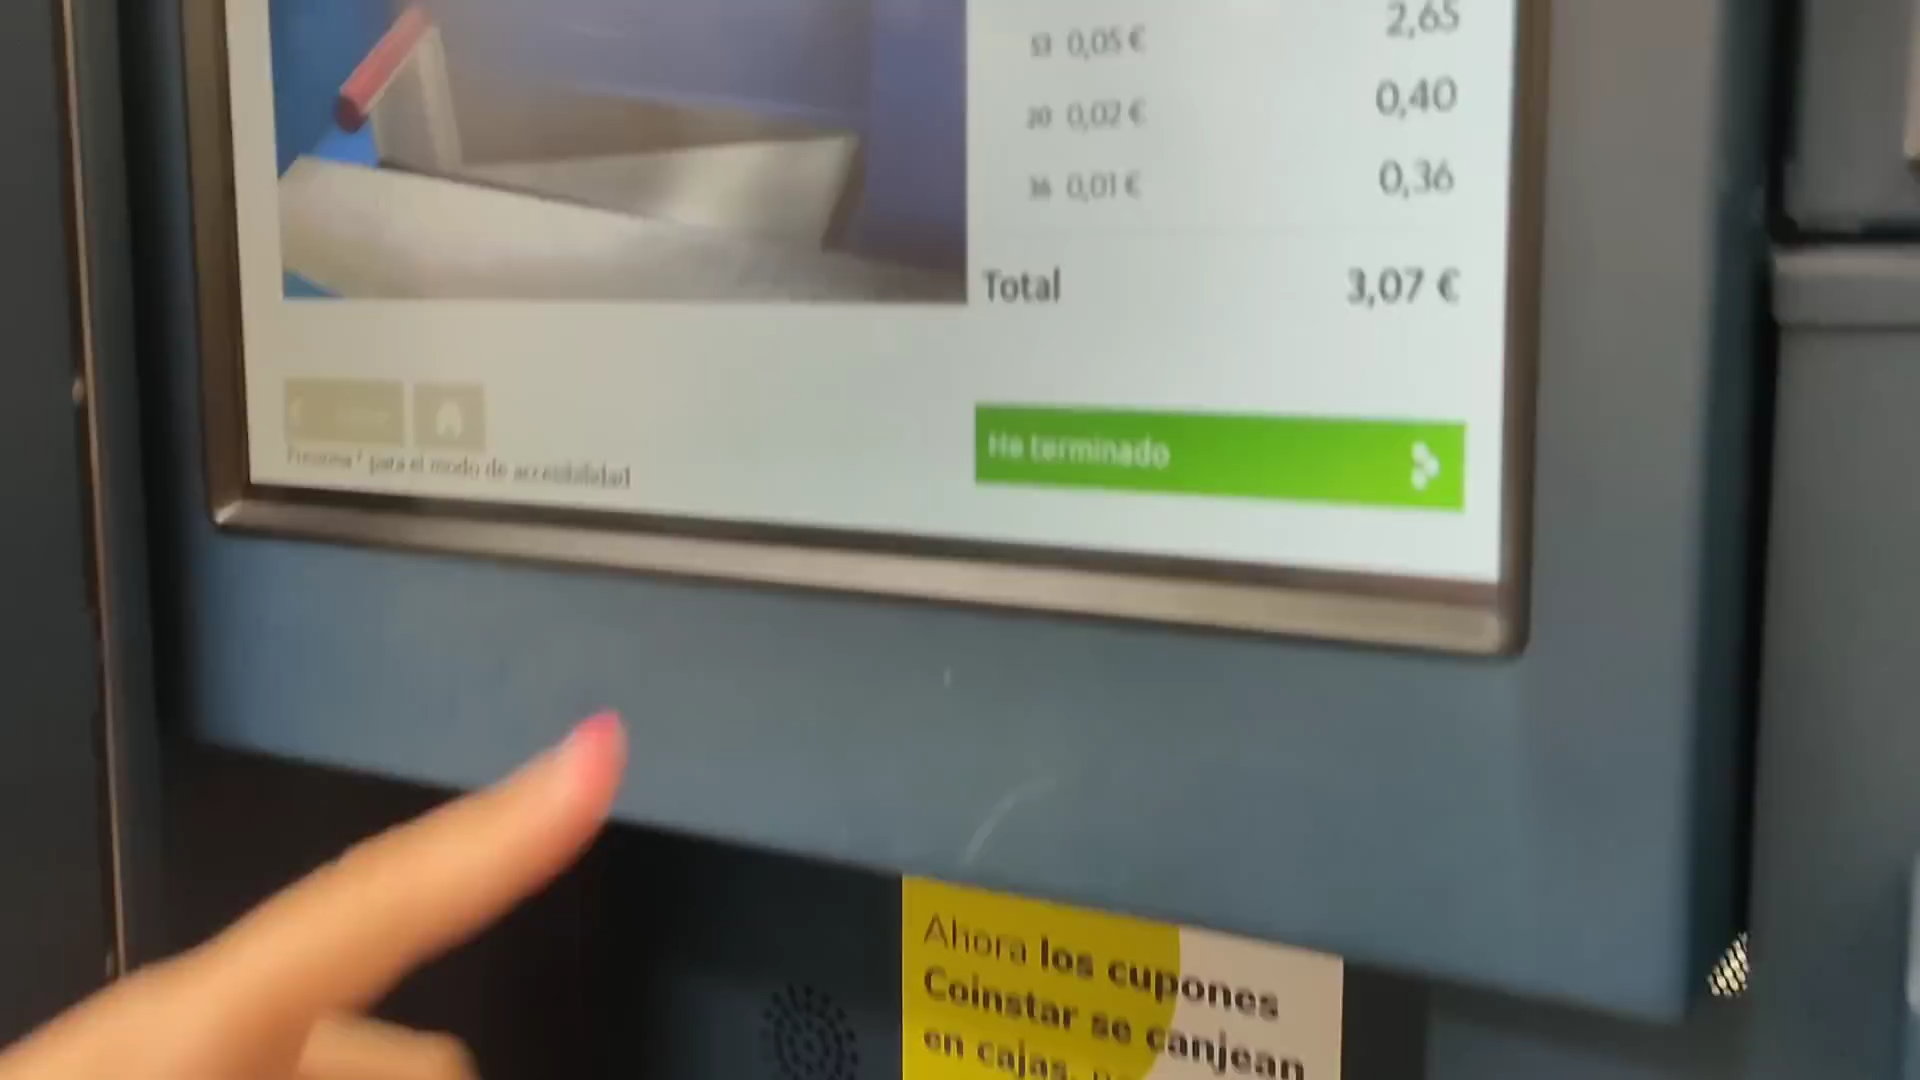 53 0,05 € 2,65
20 0,02 € 0,40
36 0,01 € 0,36
Total 3,07 €
He terminado
Presiona * para el modo de accesibilidad
Ahora los cupones
Coinstar se canjean
en cajas,